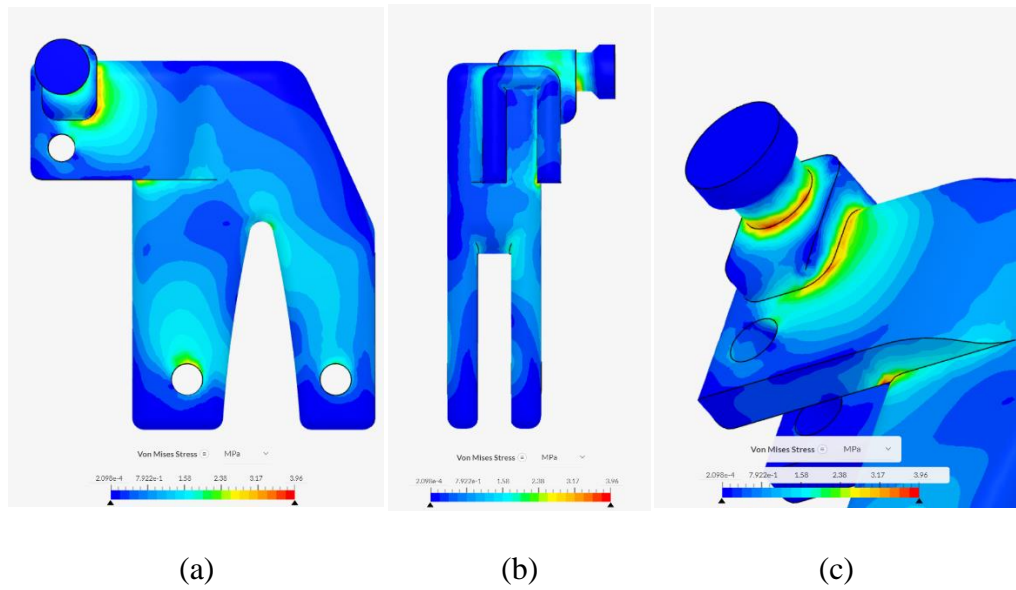 Von Mises Stress MPa
2.098e-4 7.922e-1 1.58 2.38 3.17 3.96
Von Mises Stress MPa
2.098e-4 7.922e-1 1.58 2.38 3.17 3.96
Von Mises Stress MPa
2.098e-4 7.922e-1 1.58 2.38 3.17 3.96
(a) (b) (c)